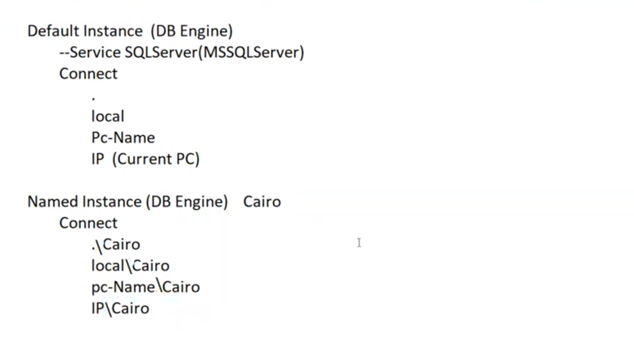 Default Instance (DB Engine)
--Service SQLServer(MSSQLServer)
Connect
.
local
Pc-Name
IP (Current PC)
Named Instance (DB Engine) Cairo
Connect
.\Cairo
local\Cairo
pc-Name\Cairo
IP\Cairo